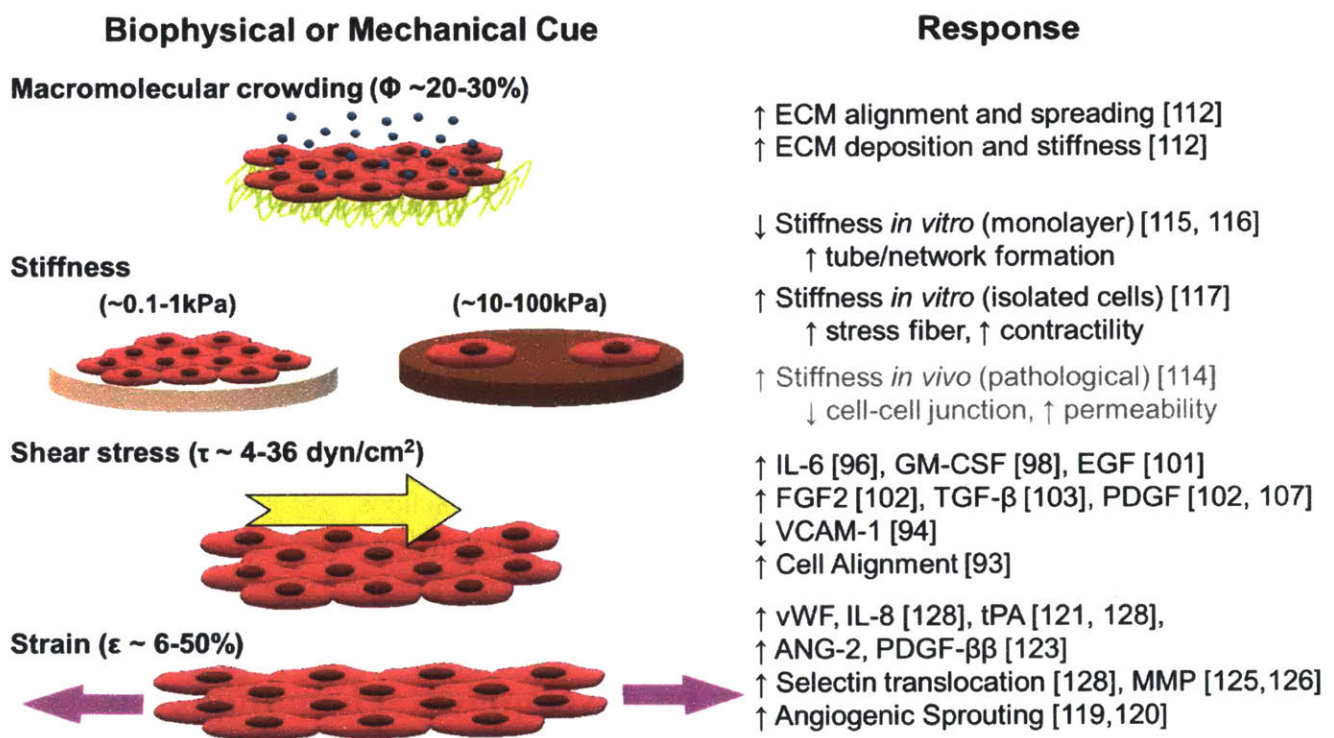 Biophysical or Mechanical Cue
Response
Macromolecular crowding (Φ ~20-30%)
↑ ECM alignment and spreading [112]
↑ ECM deposition and stiffness [112]
Stiffness
(~0.1-1kPa)
(~10-100kPa)
↓ Stiffness in vitro (monolayer) [115, 116]
↑ tube/network formation
↑ Stiffness in vitro (isolated cells) [117]
↑ stress fiber, ↑ contractility
↑ Stiffness in vivo (pathological) [114]
↓ cell-cell junction, ↑ permeability
Shear stress (τ ~ 4-36 dyn/cm²)
↑ IL-6 [96], GM-CSF [98], EGF [101]
↑ FGF2 [102], TGF-β [103], PDGF [102, 107]
↓ VCAM-1 [94]
↑ Cell Alignment [93]
Strain (ε ~ 6-50%)
↑ vWF, IL-8 [128], tPA [121, 128],
↑ ANG-2, PDGF-ββ [123]
↑ Selectin translocation [128], MMP [125,126]
↑ Angiogenic Sprouting [119,120]